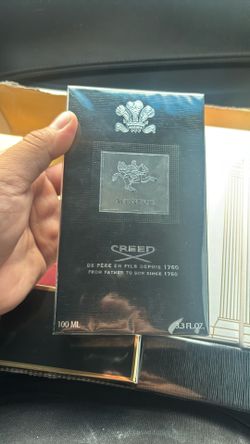 CREED
DE PÈRE EN FILS DEPUIS 1760
FROM FATHER TO SON SINCE 1760
100 ML
3.3 FL.OZ.